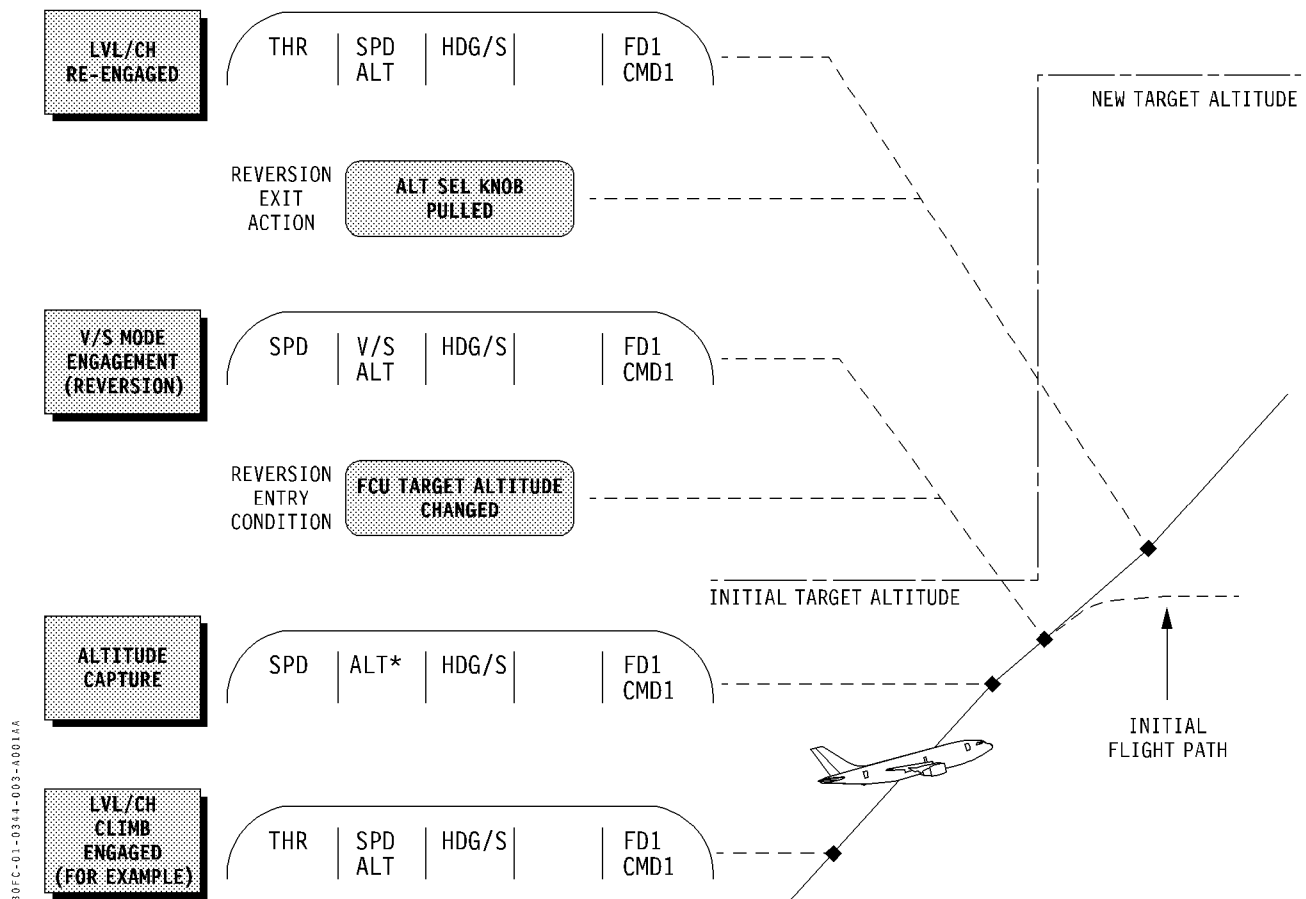 LVL/CH
RE-ENGAGED
THR
SPD
ALT
HDG/S
FD1
CMD1
NEW TARGET ALTITUDE
REVERSION
EXIT
ACTION
ALT SEL KNOB
PULLED
V/S MODE
ENGAGEMENT
(REVERSION)
SPD
V/S
ALT
HDG/S
FD1
CMD1
REVERSION
ENTRY
CONDITION
FCU TARGET ALTITUDE
CHANGED
INITIAL TARGET ALTITUDE
ALTITUDE
CAPTURE
SPD
ALT*
HDG/S
FD1
CMD1
INITIAL
FLIGHT PATH
LVL/CH
CLIMB
ENGAGED
(FOR EXAMPLE)
THR
SPD
ALT
HDG/S
FD1
CMD1